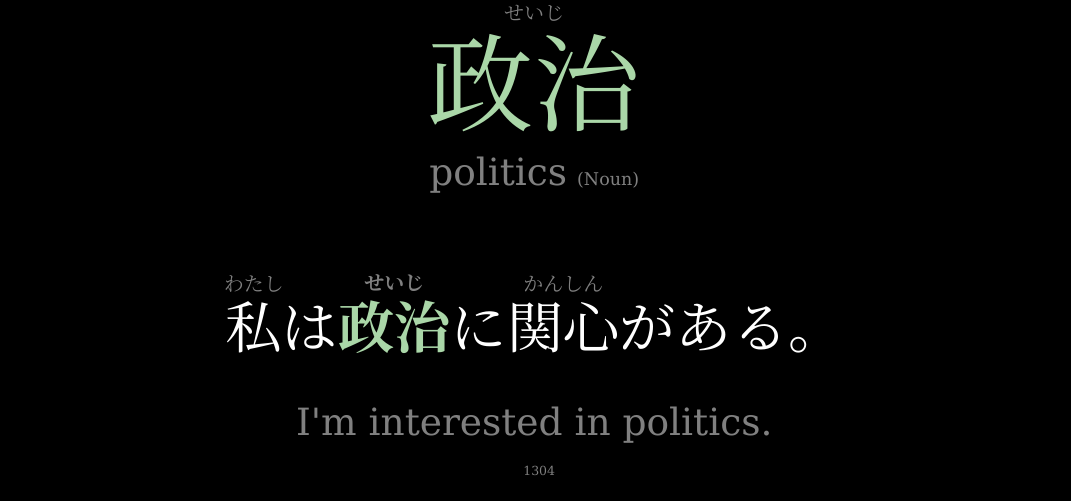 せいじ
政治
politics (Noun)
わたし せいじ かんしん
私は政治に関心がある。
I'm interested in politics.
1304